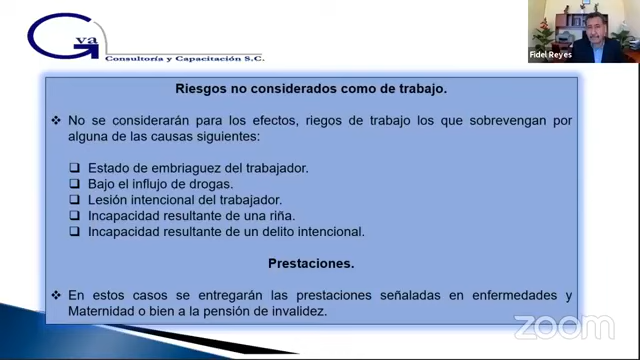 Gva
Consultoría y Capacitación S.C.
Fidel Reyes
Riesgos no considerados como de trabajo.
❖ No se considerarán para los efectos, riegos de trabajo los que sobrevengan por
alguna de las causas siguientes:
❑ Estado de embriaguez del trabajador.
❑ Bajo el influjo de drogas.
❑ Lesión intencional del trabajador.
❑ Incapacidad resultante de una riña.
❑ Incapacidad resultante de un delito intencional.
Prestaciones.
❖ En estos casos se entregarán las prestaciones señaladas en enfermedades y
Maternidad o bien a la pensión de invalidez.
zoom